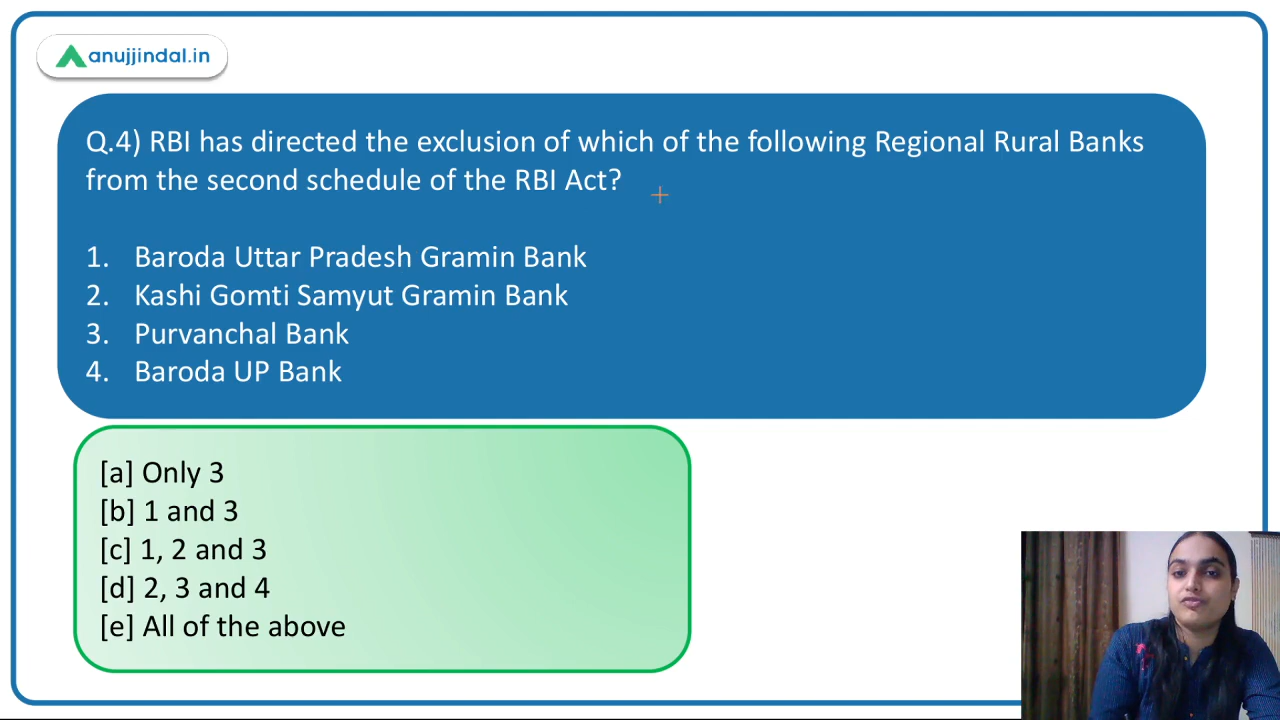 anujjindal.in
Q.4) RBI has directed the exclusion of which of the following Regional Rural Banks
from the second schedule of the RBI Act?
1. Baroda Uttar Pradesh Gramin Bank
2. Kashi Gomti Samyut Gramin Bank
3. Purvanchal Bank
4. Baroda UP Bank
[a] Only 3
[b] 1 and 3
[c] 1, 2 and 3
[d] 2, 3 and 4
[e] All of the above